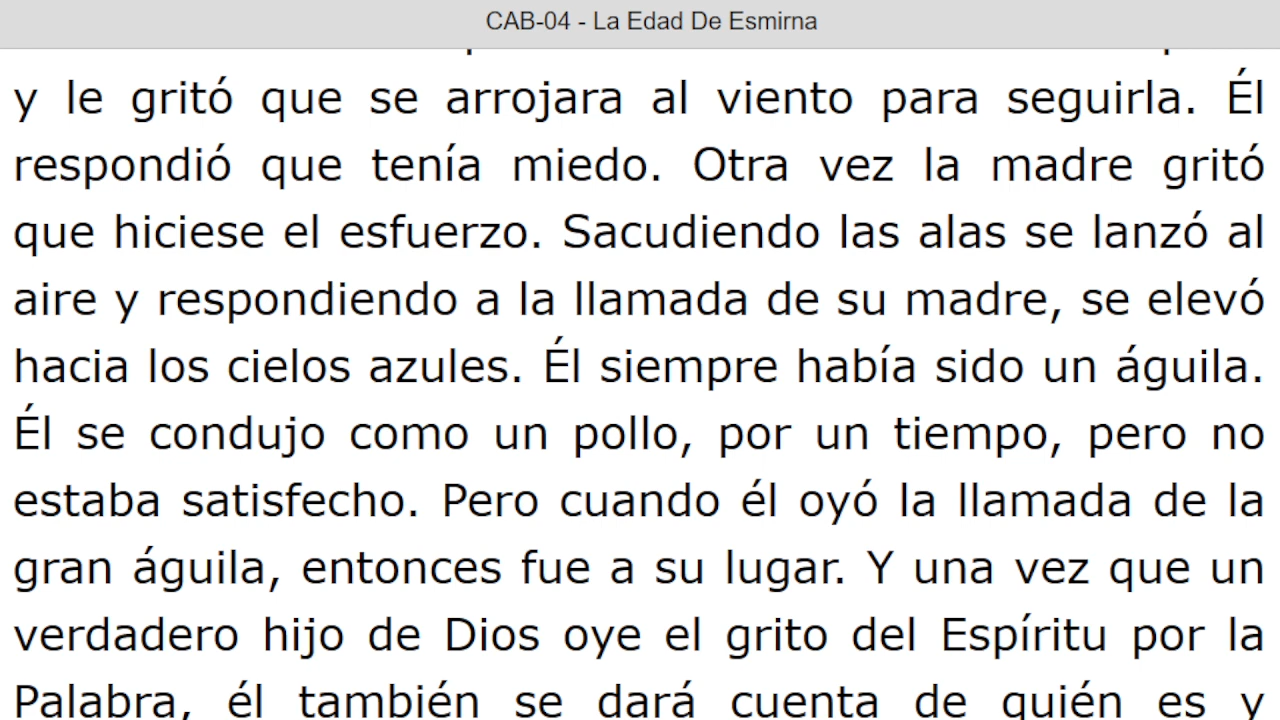 CAB-04 - La Edad De Esmirna
y le gritó que se arrojara al viento para seguirla. Él
respondió que tenía miedo. Otra vez la madre gritó
que hiciese el esfuerzo. Sacudiendo las alas se lanzó al
aire y respondiendo a la llamada de su madre, se elevó
hacia los cielos azules. Él siempre había sido un águila.
Él se condujo como un pollo, por un tiempo, pero no
estaba satisfecho. Pero cuando él oyó la llamada de la
gran águila, entonces fue a su lugar. Y una vez que un
verdadero hijo de Dios oye el grito del Espíritu por la
Palabra, él también se dará cuenta de quién es y